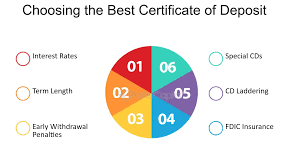 Choosing the Best Certificate of Deposit
Interest Rates
Term Length
Early Withdrawal
Penalties
01
02
03
04
05
06
Special CDs
CD Laddering
FDIC Insurance